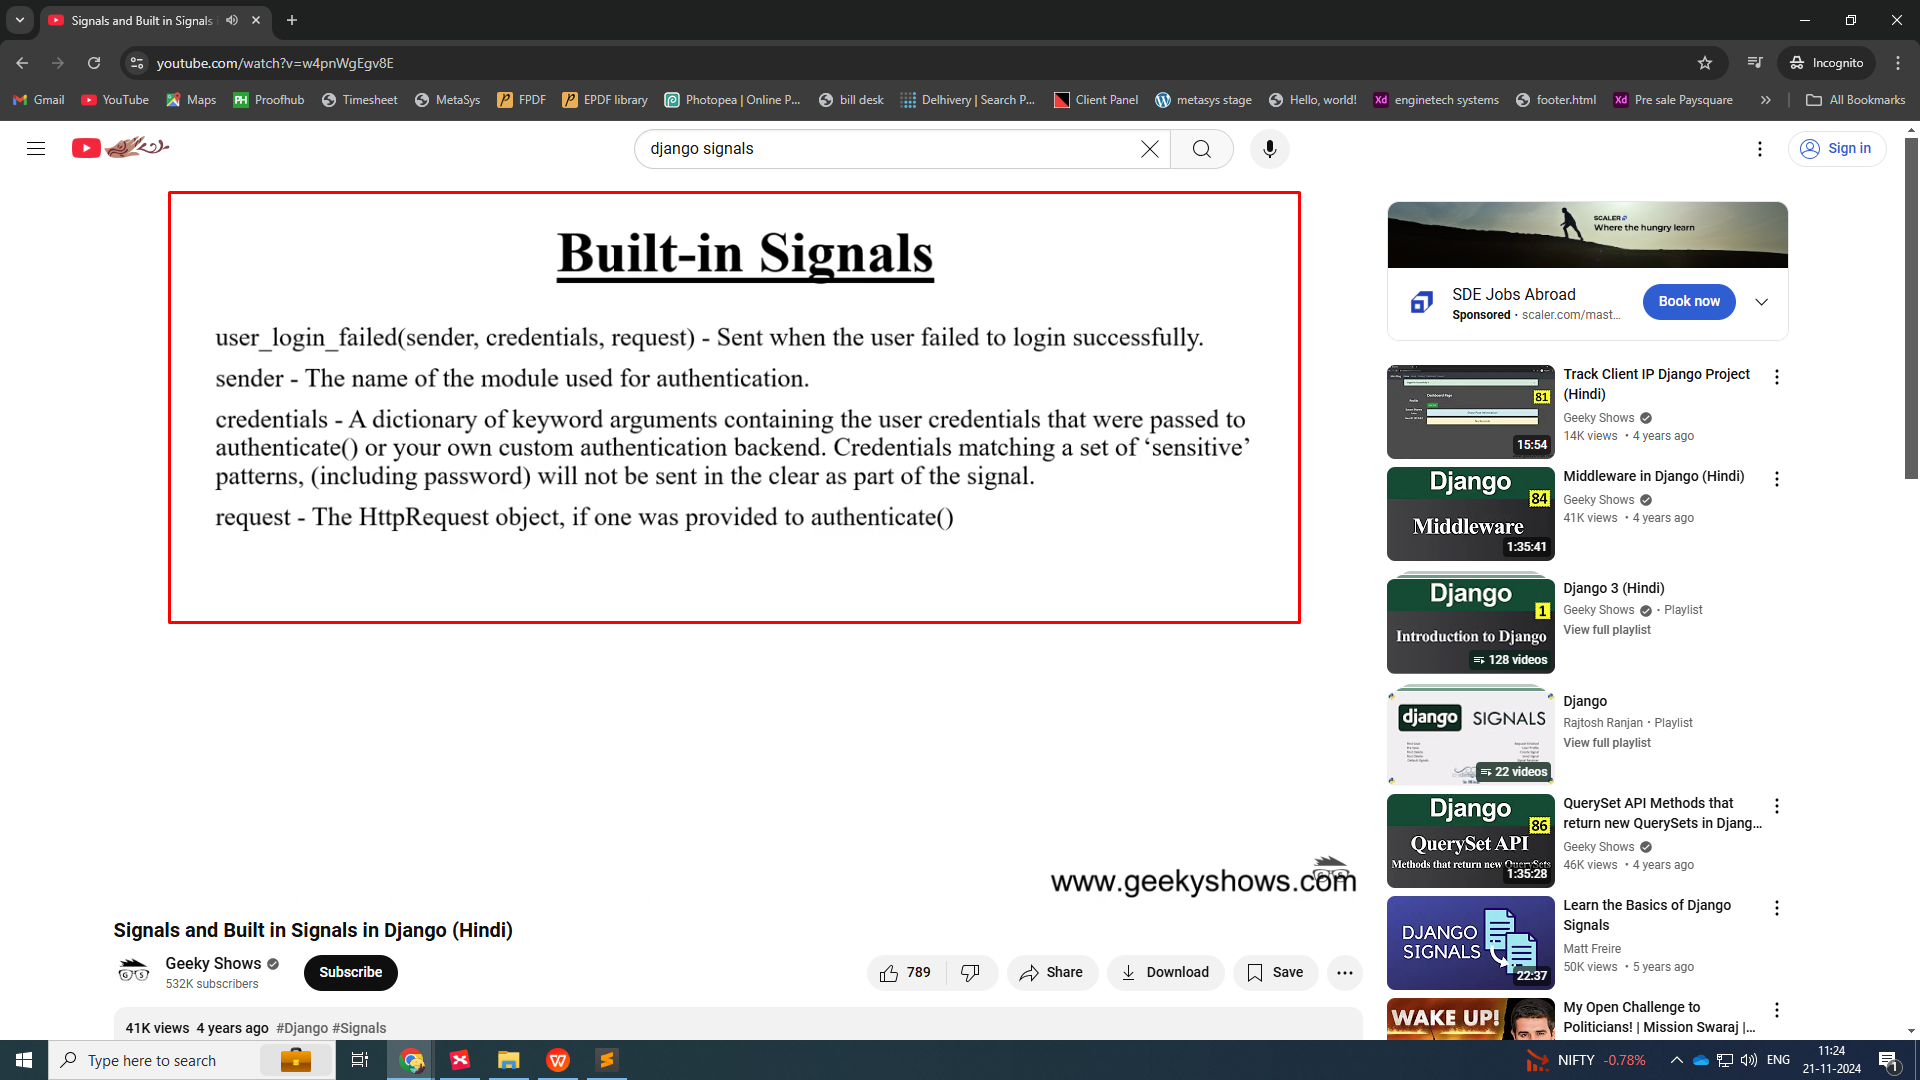 Signals and Built in Signals
youtube.com/watch?v=w4pnWgEgv8E
Incognito
Gmail
YouTube
Maps
Proofhub
Timesheet
MetaSys
FPDF
EPDF library
Photopea | Online P...
bill desk
Delhivery | Search P...
Client Panel
metasys stage
Hello, world!
enginetech systems
footer.html
Pre sale Paysquare
All Bookmarks
django signals
Sign in
Built-in Signals
user_login_failed(sender, credentials, request) - Sent when the user failed to login successfully.
sender - The name of the module used for authentication.
credentials - A dictionary of keyword arguments containing the user credentials that were passed to
authenticate() or your own custom authentication backend. Credentials matching a set of ‘sensitive’
patterns, (including password) will not be sent in the clear as part of the signal.
request - The HttpRequest object, if one was provided to authenticate()
www.geekyshows.com
Signals and Built in Signals in Django (Hindi)
Geeky Shows
532K subscribers
Subscribe
789
Share
Download
Save
41K views 4 years ago #Django #Signals
SCALER
Where the hungry learn
SDE Jobs Abroad
Sponsored · scaler.com/mast...
Book now
81
15:54
Track Client IP Django Project
(Hindi)
Geeky Shows
14K views · 4 years ago
Django
84
Middleware
1:35:41
Middleware in Django (Hindi)
Geeky Shows
41K views · 4 years ago
Django
1
Introduction to Django
128 videos
Django 3 (Hindi)
Geeky Shows · Playlist
View full playlist
django SIGNALS
22 videos
Django
Rajtosh Ranjan · Playlist
View full playlist
Django
86
QuerySet API
Methods that return new QuerySets
1:35:28
QuerySet API Methods that
return new QuerySets in Djang...
Geeky Shows
46K views · 4 years ago
DJANGO
SIGNALS
22:37
Learn the Basics of Django
Signals
Matt Freire
50K views · 5 years ago
WAKE UP!
My Open Challenge to
Politicians! | Mission Swaraj |...
Type here to search
NIFTY -0.78%
ENG
11:24
21-11-2024
1